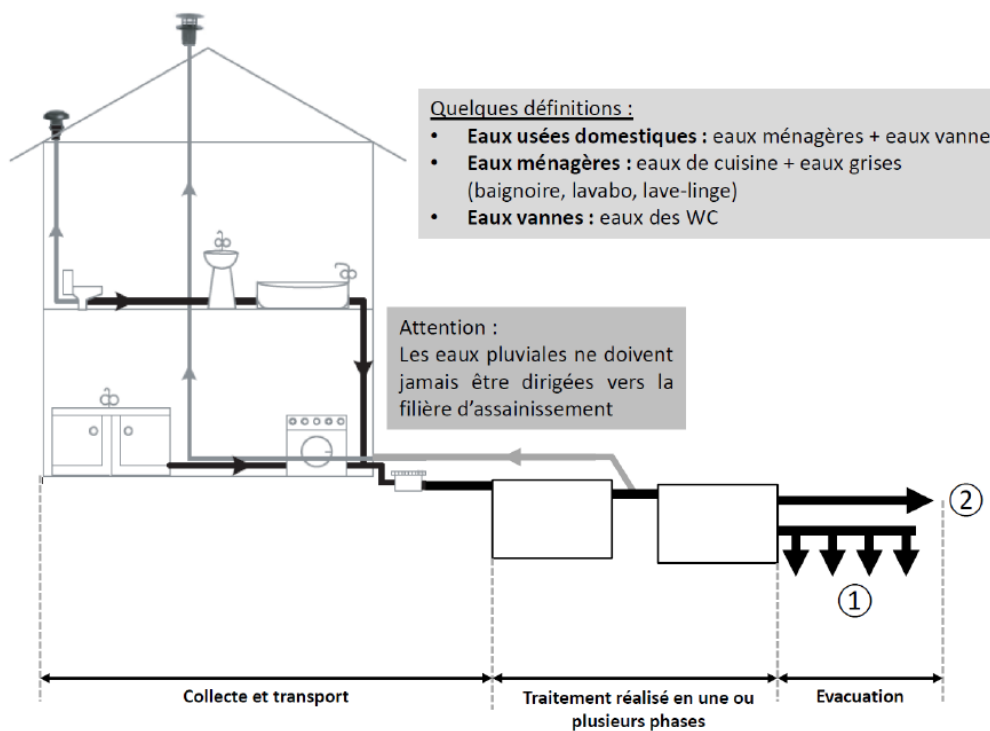 Quelques définitions :
• Eaux usées domestiques : eaux ménagères + eaux vanne
• Eaux ménagères : eaux de cuisine + eaux grises
(baignoire, lavabo, lave-linge)
• Eaux vannes : eaux des WC
Attention :
Les eaux pluviales ne doivent
jamais être dirigées vers la
filière d’assainissement
②
①
Collecte et transport
Traitement réalisé en une ou
plusieurs phases
Evacuation